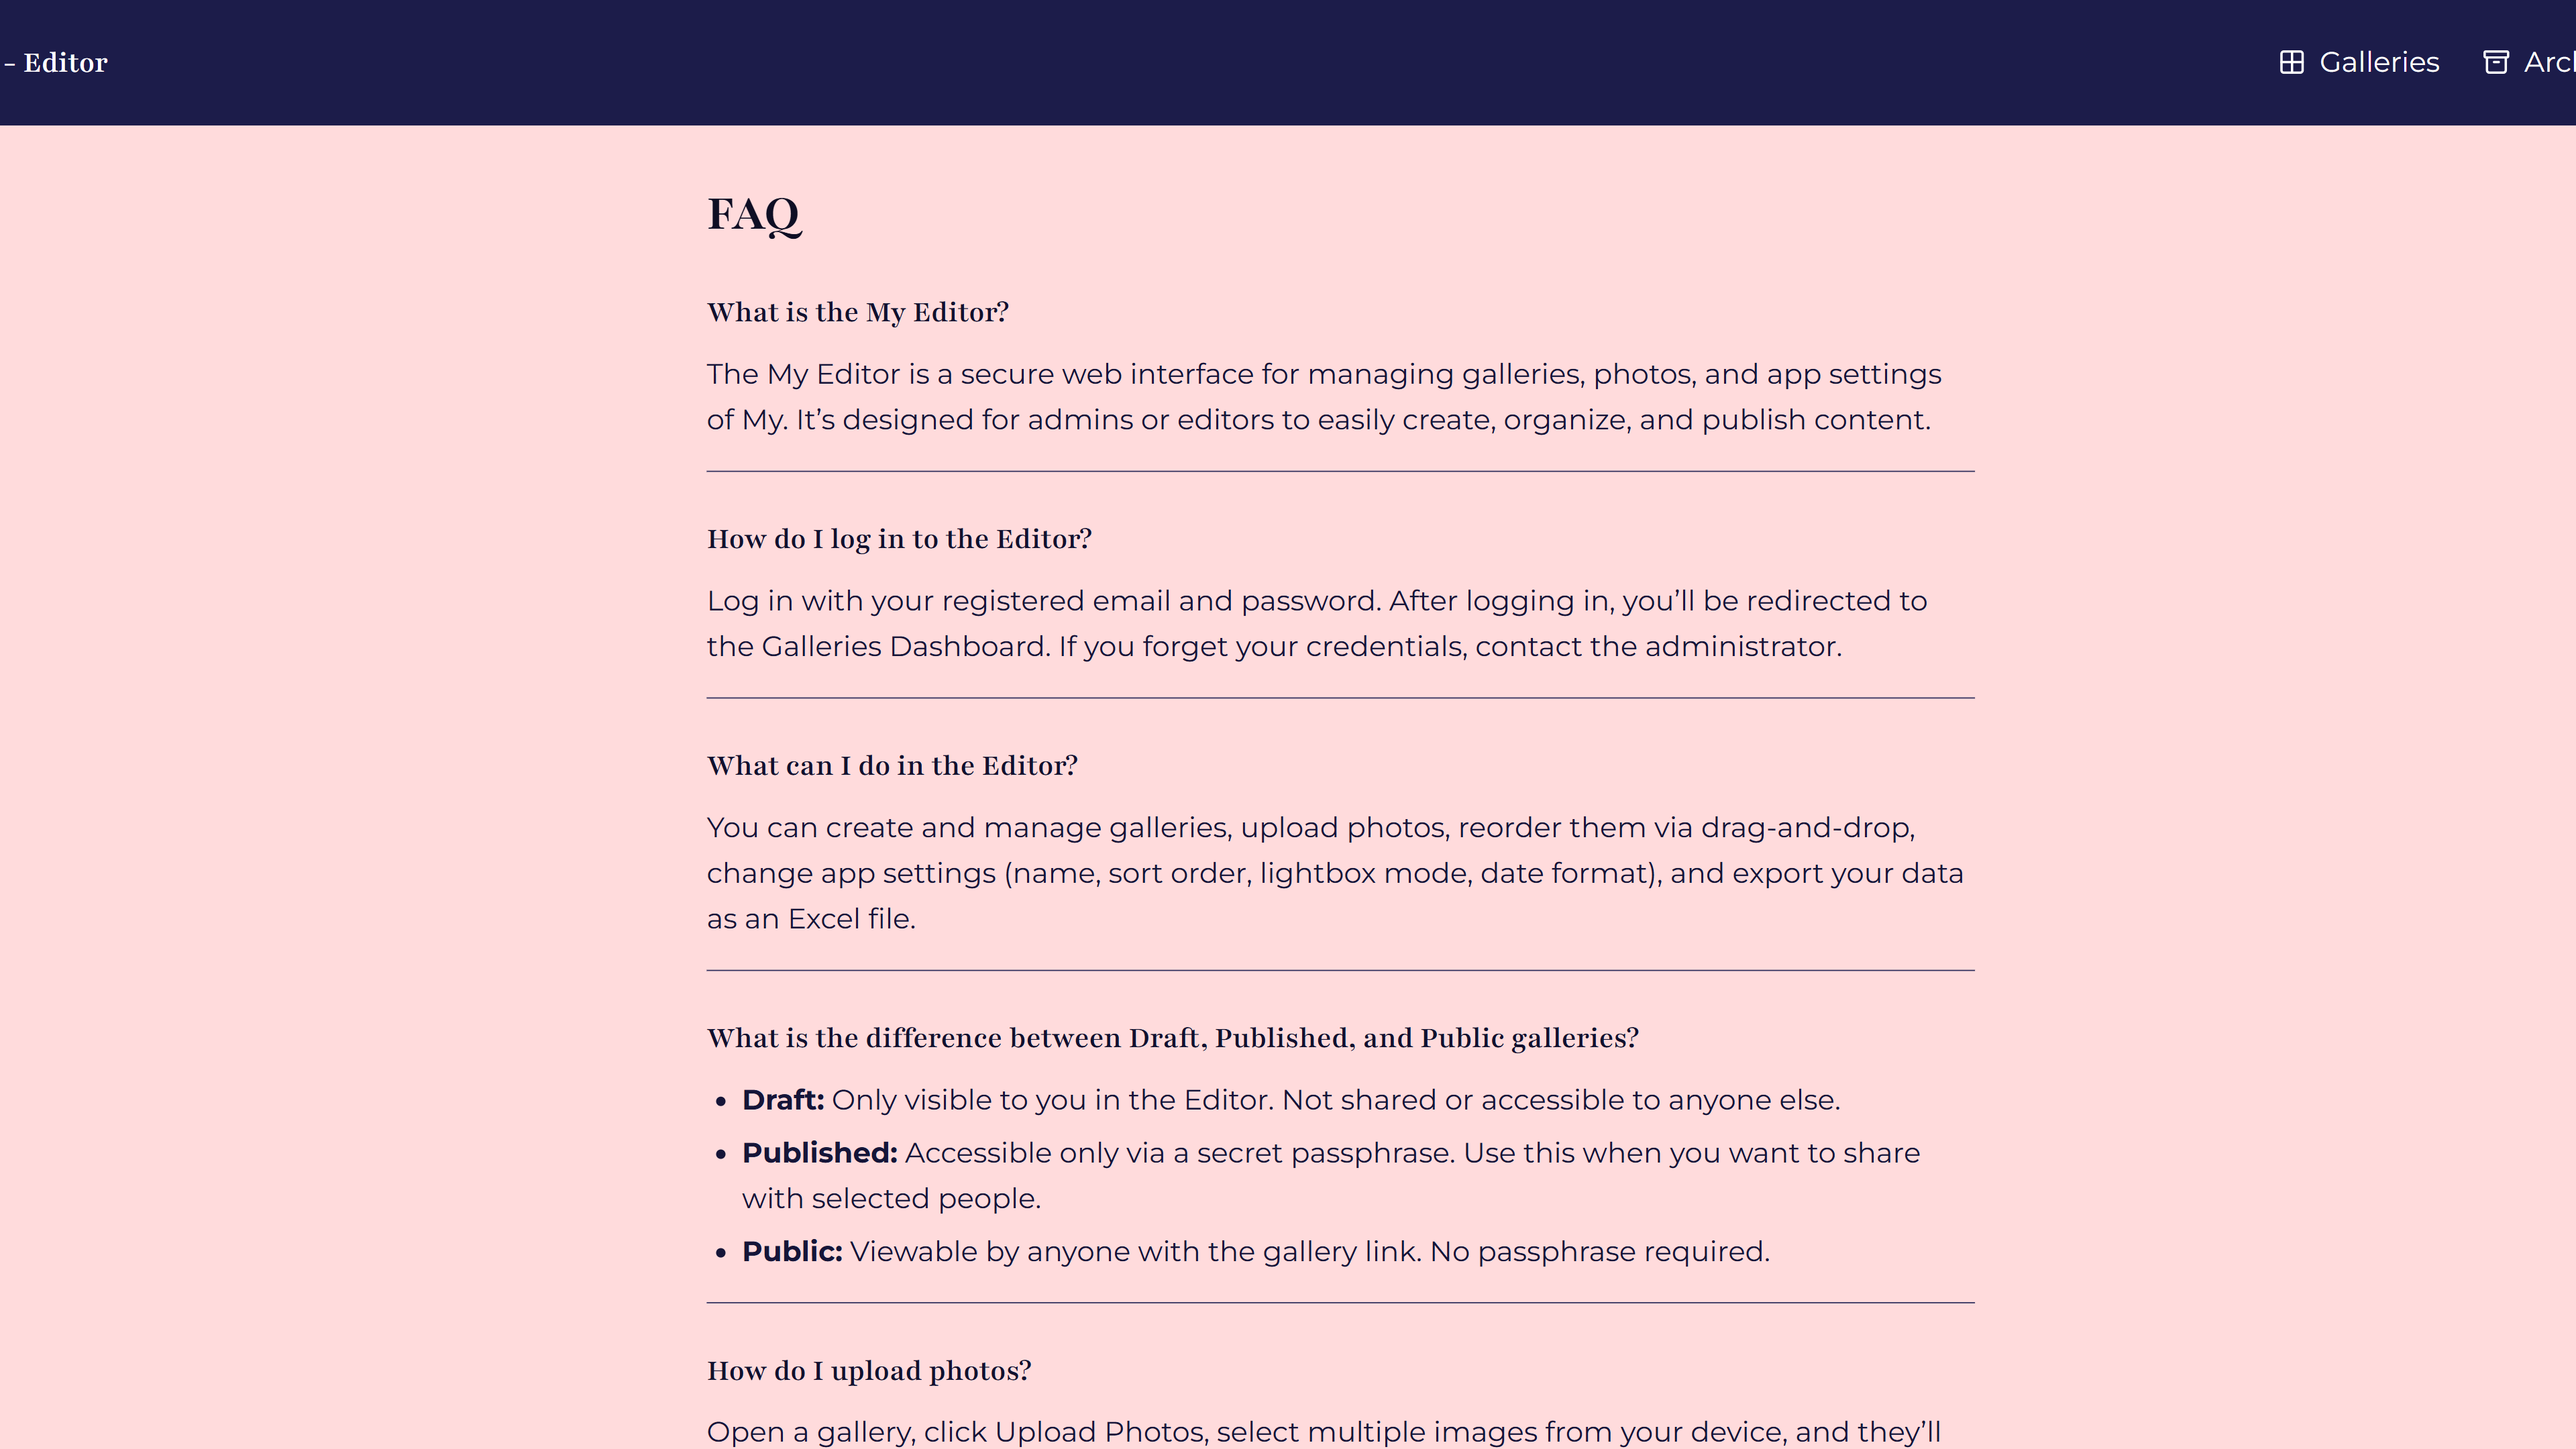 - Editor
Galleries
FAQ
What is the My Editor?
The My Editor is a secure web interface for managing galleries, photos, and app settings
of My. It’s designed for admins or editors to easily create, organize, and publish content.
How do I log in to the Editor?
Log in with your registered email and password. After logging in, you’ll be redirected to
the Galleries Dashboard. If you forget your credentials, contact the administrator.
What can I do in the Editor?
You can create and manage galleries, upload photos, reorder them via drag-and-drop,
change app settings (name, sort order, lightbox mode, date format), and export your data
as an Excel file.
What is the difference between Draft, Published, and Public galleries?
• Draft: Only visible to you in the Editor. Not shared or accessible to anyone else.
• Published: Accessible only via a secret passphrase. Use this when you want to share
with selected people.
• Public: Viewable by anyone with the gallery link. No passphrase required.
How do I upload photos?
Open a gallery, click Upload Photos, select multiple images from your device, and they’ll